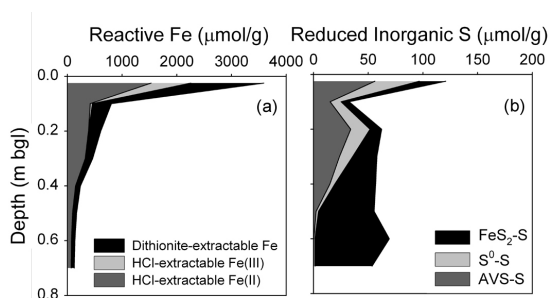 Reactive Fe (μmol/g)
0 1000 2000 3000 4000
Reduced Inorganic S (μmol/g)
0 50 100 150 200
Depth (m bgl)
0.0
0.2
0.4
0.6
0.8
(a)
Dithionite-extractable Fe
HCl-extractable Fe(III)
HCl-extractable Fe(II)
(b)
FeS₂-S
S⁰-S
AVS-S